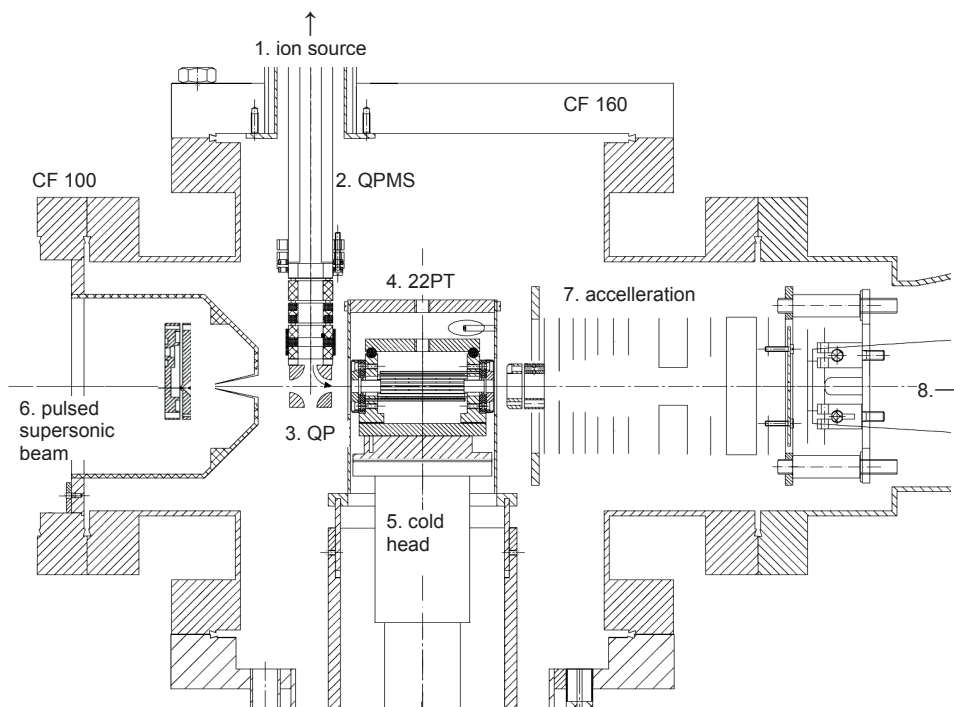 1. ion source
CF 160
CF 100
2. QPMS
4. 22PT
7. accelleration
6. pulsed
supersonic
beam
3. QP
8.
5. cold
head